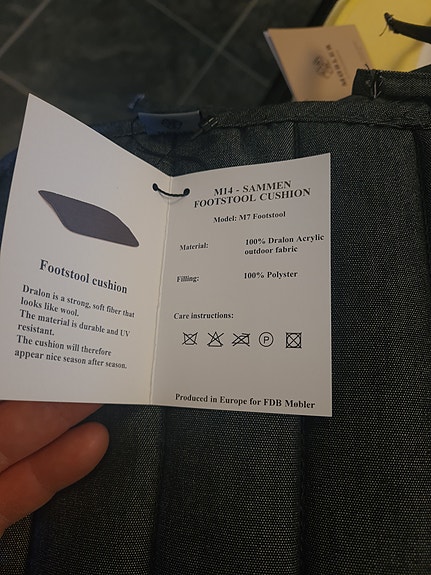 MØBLER
Footstool cushion
Dralon is a strong, soft fiber that
looks like wool.
The material is durable and UV
resistant.
The cushion will therefore
appear nice season after season.
M14 - SAMMEN
FOOTSTOOL CUSHION
Model: M7 Footstool
Material: 100% Dralon Acrylic
outdoor fabric
Filling: 100% Polyster
Care instructions:
P
Produced in Europe for FDB Møbler